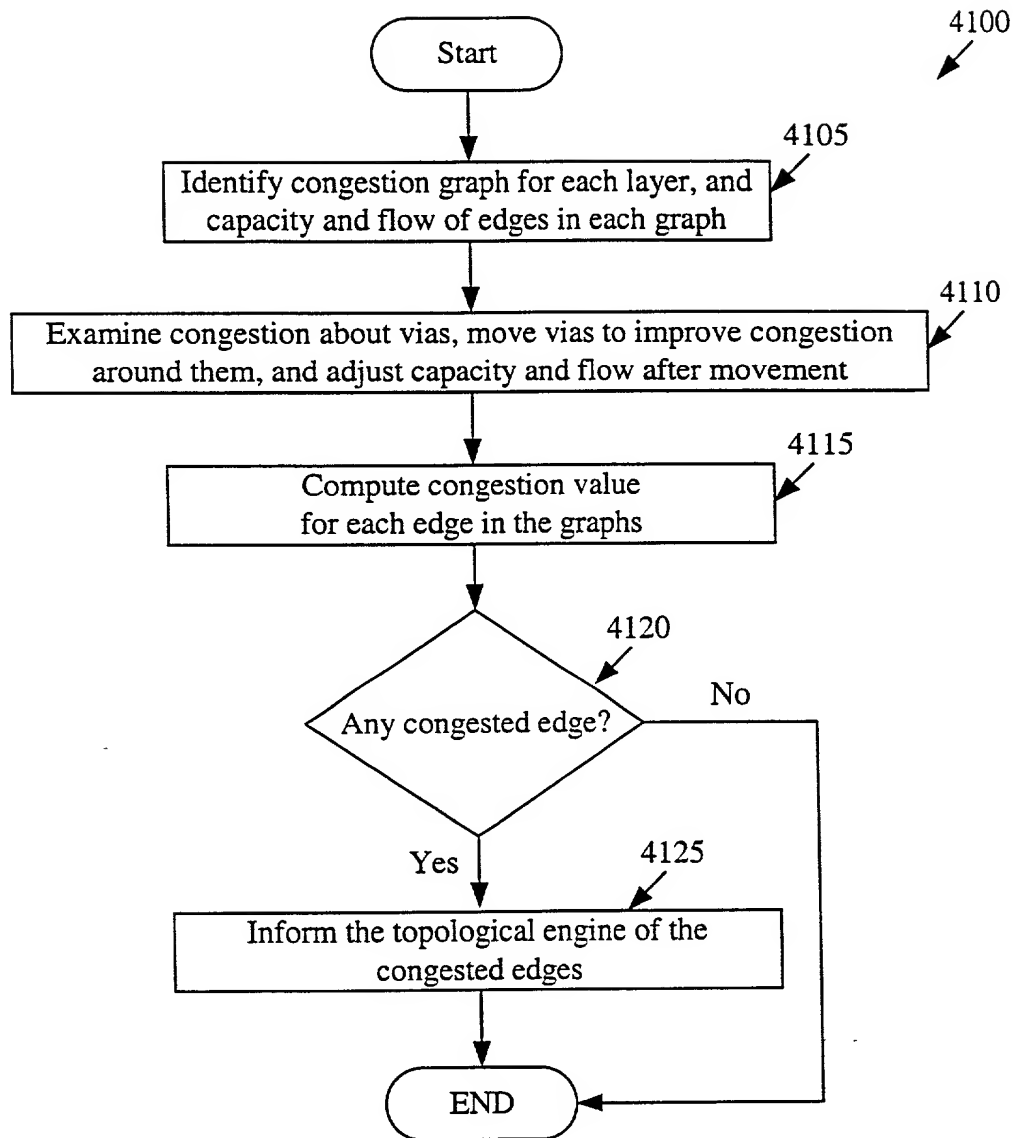 4100
Start
4105
Identify congestion graph for each layer, and
capacity and flow of edges in each graph
4110
Examine congestion about vias, move vias to improve congestion
around them, and adjust capacity and flow after movement
4115
Compute congestion value
for each edge in the graphs
4120
Any congested edge?
No
Yes
4125
Inform the topological engine of the
congested edges
END